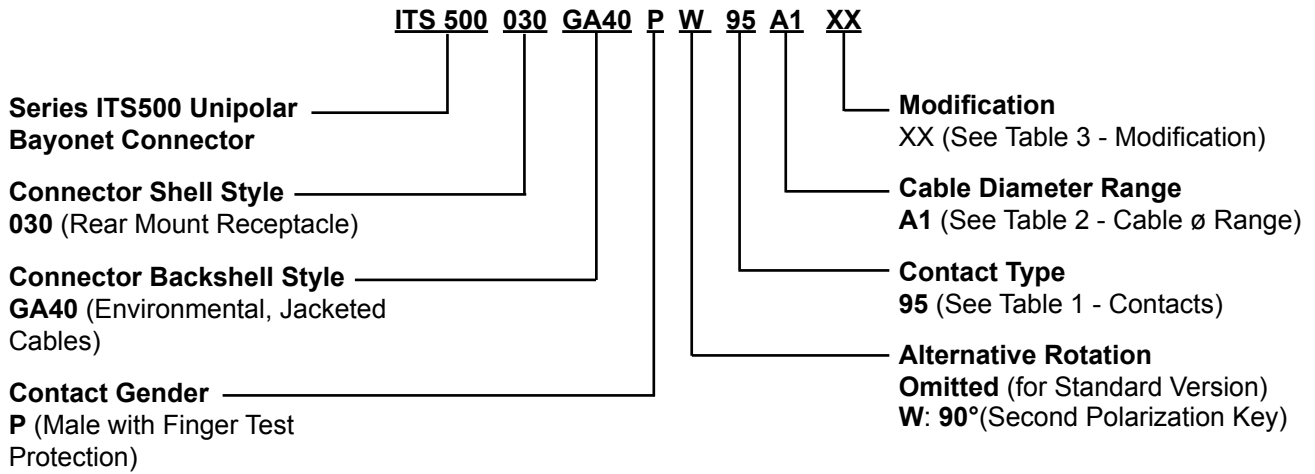 ITS 500 030 GA40 P W 95 A1 XX
Series ITS500 Unipolar
Bayonet Connector
Connector Shell Style
030 (Rear Mount Receptacle)
Connector Backshell Style
GA40 (Environmental, Jacketed
Cables)
Contact Gender
P (Male with Finger Test
Protection)
Modification
XX (See Table 3 - Modification)
Cable Diameter Range
A1 (See Table 2 - Cable ø Range)
Contact Type
95 (See Table 1 - Contacts)
Alternative Rotation
Omitted (for Standard Version)
W: 90°(Second Polarization Key)